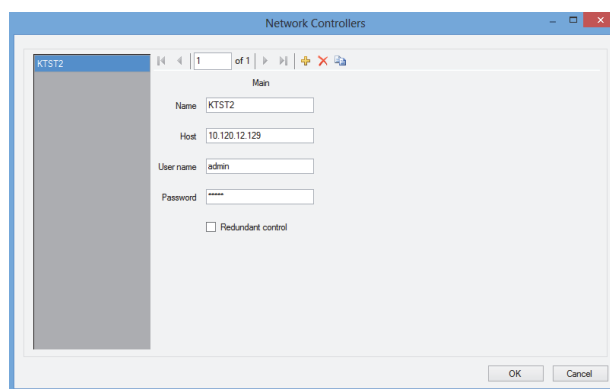 Network Controllers
KTST2
1 of 1
Main
Name KTST2
Host 10.120.12.129
User name admin
Password *****
Redundant control
OK Cancel